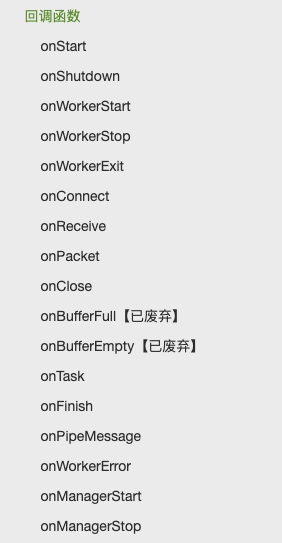 回调函数
onStart
onShutdown
onWorkerStart
onWorkerStop
onWorkerExit
onConnect
onReceive
onPacket
onClose
onBufferFull【已废弃】
onBufferEmpty【已废弃】
onTask
onFinish
onPipeMessage
onWorkerError
onManagerStart
onManagerStop